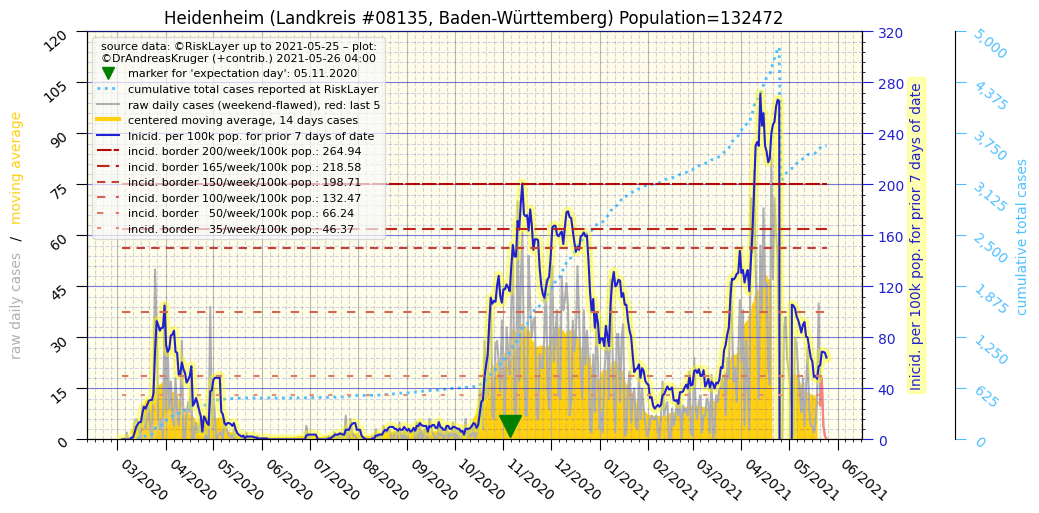 Heidenheim (Landkreis #08135, Baden-Württemberg) Population=132472
source data: ©RiskLayer up to 2021-05-25 – plot:
©DrAndreasKruger (+contrib.) 2021-05-26 04:00
marker for 'expectation day': 05.11.2020
cumulative total cases reported at RiskLayer
raw daily cases (weekend-flawed), red: last 5
centered moving average, 14 days cases
Inicid. per 100k pop. for prior 7 days of date
incid. border 200/week/100k pop.: 264.94
incid. border 165/week/100k pop.: 218.58
incid. border 150/week/100k pop.: 198.71
incid. border 100/week/100k pop.: 132.47
incid. border   50/week/100k pop.: 66.24
incid. border   35/week/100k pop.: 46.37
raw daily cases / moving average
120
105
90
75
60
45
30
15
0
320
280
240
200
160
120
80
40
0
Inicid. per 100k pop. for prior 7 days of date
5,000
4,375
3,750
3,125
2,500
1,875
1,250
625
0
cumulative total cases
03/2020
04/2020
05/2020
06/2020
07/2020
08/2020
09/2020
10/2020
11/2020
12/2020
01/2021
02/2021
03/2021
04/2021
05/2021
06/2021